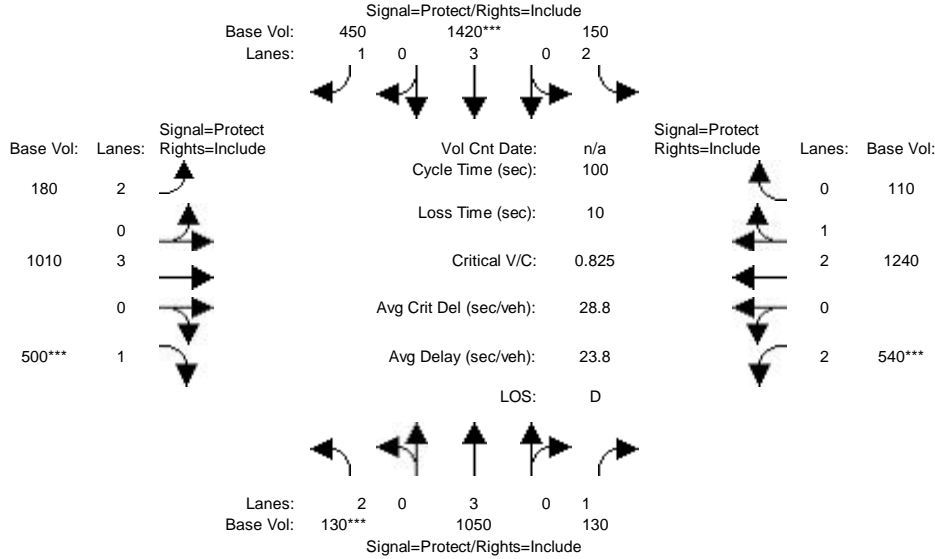 Signal=Protect/Rights=Include
Base Vol: 450 1420*** 150
Lanes: 1 0 3 0 2
Signal=Protect Signal=Protect
Base Vol: Lanes: Rights=Include Vol Cnt Date: n/a Rights=Include Lanes: Base Vol:
Cycle Time (sec): 100
180 2 0 110
Loss Time (sec): 10
0 1
1010 3 Critical V/C: 0.825 2 1240
0 Avg Crit Del (sec/veh): 28.8 0
500*** 1 Avg Delay (sec/veh): 23.8 2 540***
LOS: D
Lanes: 2 0 3 0 1
Base Vol: 130*** 1050 130
Signal=Protect/Rights=Include